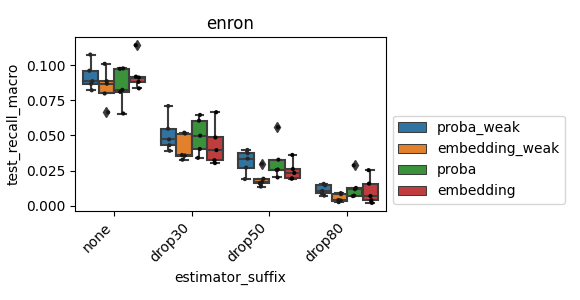 enron
test_recall_macro
0.100
0.075
0.050
0.025
0.000
none
drop30
drop50
drop80
estimator_suffix
proba_weak
embedding_weak
proba
embedding